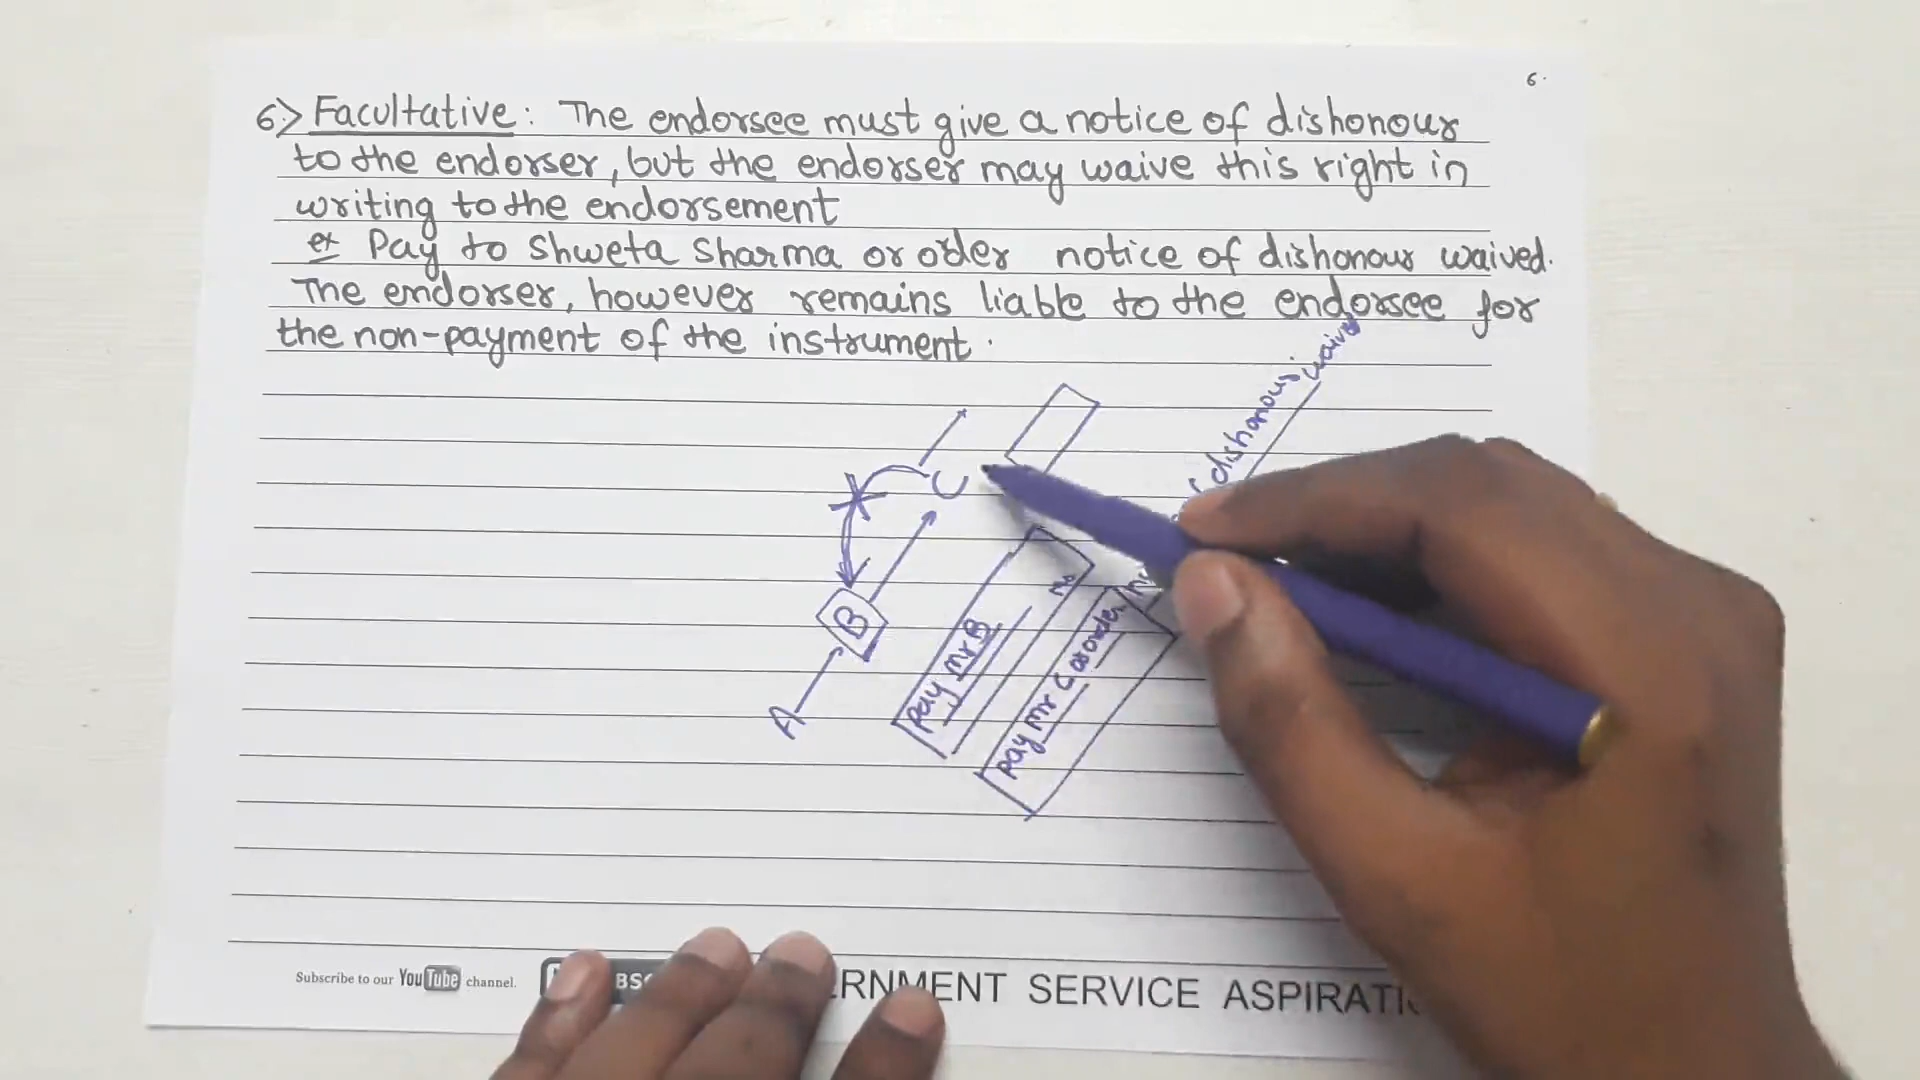 6.
6.> Facultative : The endorsee must give a notice of dishonour
to the endorser, but the endorser may waive this right in
writing to the endorsement
ex Pay to Shweta Sharma or order notice of dishonour waived.
The endorser, however remains liable to the endorsee for
the non-payment of the instrument.
dishonour waived
C
B
A
Pay Mr B
Pay Mr C or order
Subscribe to our YouTube channel.
ERNMENT SERVICE